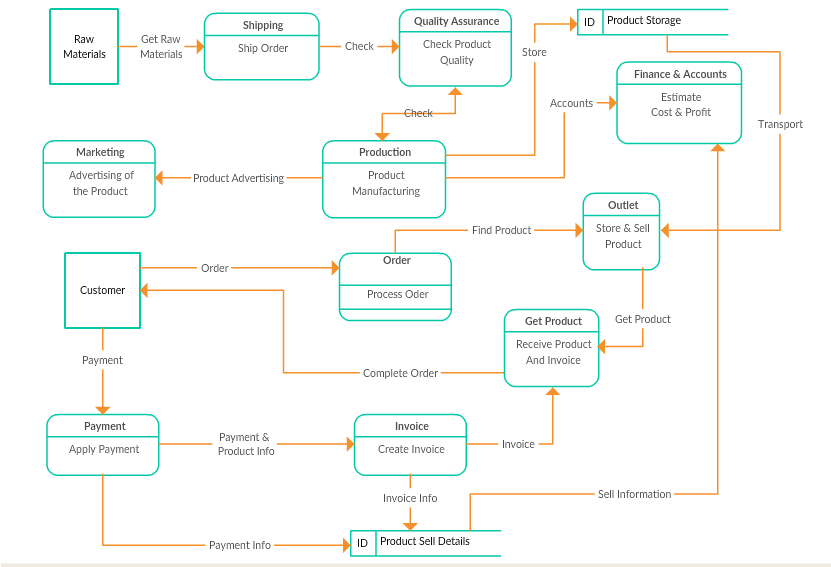 Raw
Materials
Get Raw
Materials
Shipping
Ship Order
Check
Quality Assurance
Check Product
Quality
Store
ID
Product Storage
Finance & Accounts
Estimate
Cost & Profit
Accounts
Transport
Check
Marketing
Advertising of
the Product
Product Advertising
Production
Product
Manufacturing
Outlet
Store & Sell
Product
Find Product
Customer
Order
Order
Process Oder
Get Product
Get Product
Receive Product
And Invoice
Complete Order
Payment
Payment
Apply Payment
Payment &
Product Info
Invoice
Create Invoice
Invoice
Invoice Info
Sell Information
Payment Info
ID
Product Sell Details